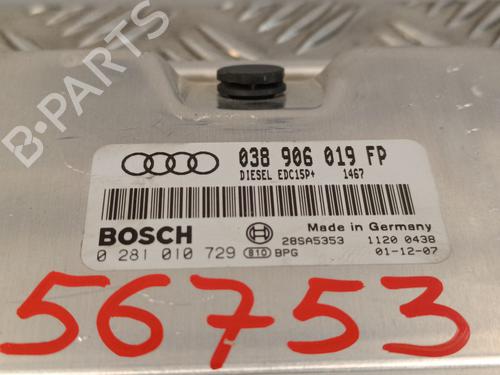 B-PARTS
038 906 019 FP
DIESEL EDC15P+ 1467
BOSCH
Made in Germany
28SA5353 1120 0438
0 281 010 729 810 BPG 01-12-07
56753